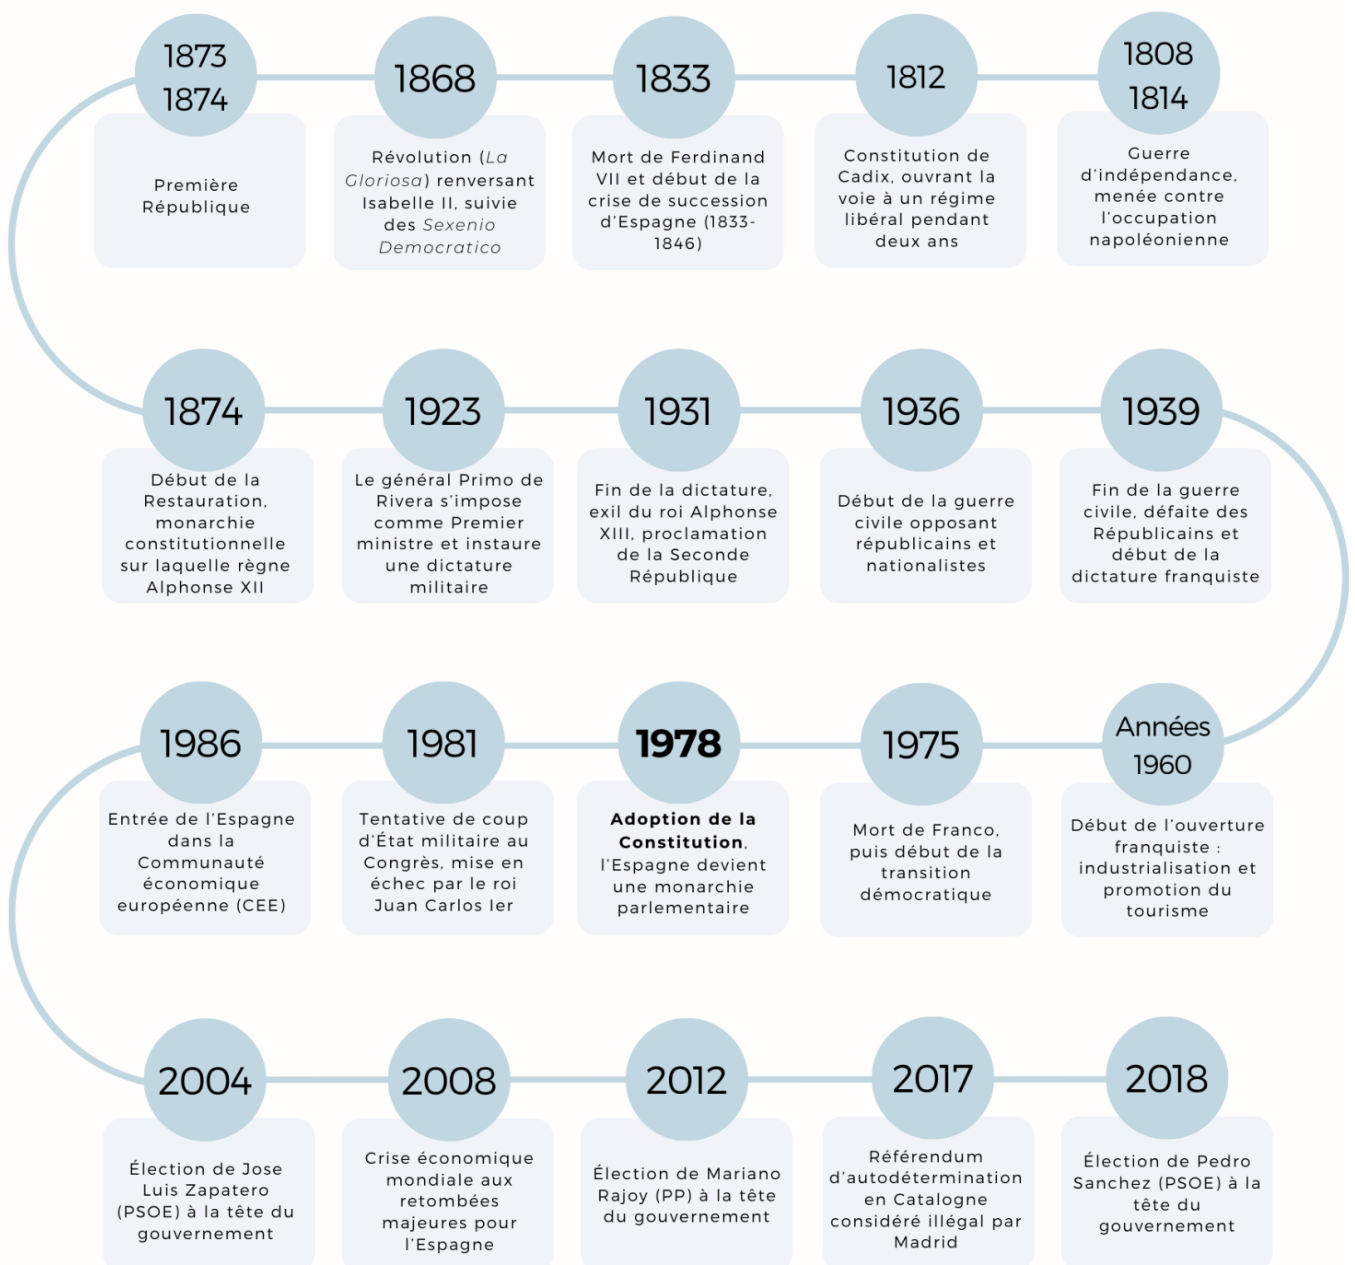 1873
1874
Première
République
1868
Révolution (La
Gloriosa) renversant
Isabelle II, suivie
des Sexenio
Democratico
1833
Mort de Ferdinand
VII et début de la
crise de succession
d’Espagne (1833-
1846)
1812
Constitution de
Cadix, ouvrant la
voie à un régime
libéral pendant
deux ans
1808
1814
Guerre
d’indépendance,
menée contre
l’occupation
napoléonienne
1874
Début de la
Restauration,
monarchie
constitutionnelle
sur laquelle règne
Alphonse XII
1923
Le général Primo de
Rivera s’impose
comme Premier
ministre et instaure
une dictature
militaire
1931
Fin de la dictature,
exil du roi Alphonse
XIII, proclamation
de la Seconde
République
1936
Début de la guerre
civile opposant
républicains et
nationalistes
1939
Fin de la guerre
civile, défaite des
Républicains et
début de la
dictature franquiste
1986
Entrée de l’Espagne
dans la
Communauté
économique
européenne (CEE)
1981
Tentative de coup
d’État militaire au
Congrès, mise en
échec par le roi
Juan Carlos Ier
1978
Adoption de la
Constitution,
l’Espagne devient
une monarchie
parlementaire
1975
Mort de Franco,
puis début de la
transition
démocratique
Années
1960
Début de l’ouverture
franquiste :
industrialisation et
promotion du
tourisme
2004
Élection de Jose
Luis Zapatero
(PSOE) à la tête du
gouvernement
2008
Crise économique
mondiale aux
retombées
majeures pour
l’Espagne
2012
Élection de Mariano
Rajoy (PP) à la tête
du gouvernement
2017
Référendum
d’autodétermination
en Catalogne
considéré illégal par
Madrid
2018
Élection de Pedro
Sanchez (PSOE) à la
tête du
gouvernement